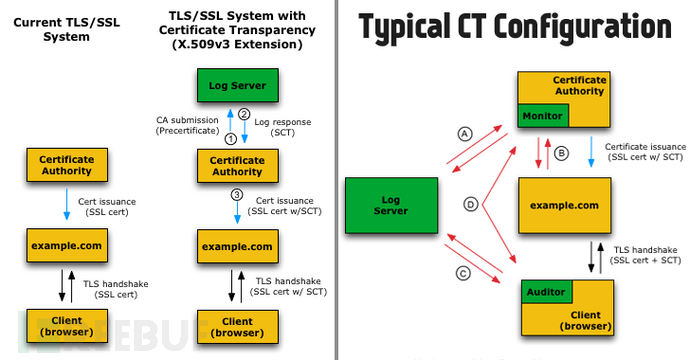 Current TLS/SSL
System
TLS/SSL System with
Certificate Transparency
(X.509v3 Extension)
Log Server
CA submission
(Precertificate)
1
2
Log response
(SCT)
Certificate
Authority
Certificate
Authority
Cert issuance
(SSL cert)
3
Cert issuance
(SSL cert w/SCT)
example.com
example.com
TLS handshake
(SSL cert)
TLS handshake
(SSL cert w/ SCT)
Client
(browser)
Client
(browser)
Typical CT Configuration
Certificate
Authority
Monitor
A
B
Certificate issuance
(SSL cert w/ SCT)
Log
Server
D
example.com
C
TLS handshake
(SSL cert + SCT)
Auditor
Client
(browser)